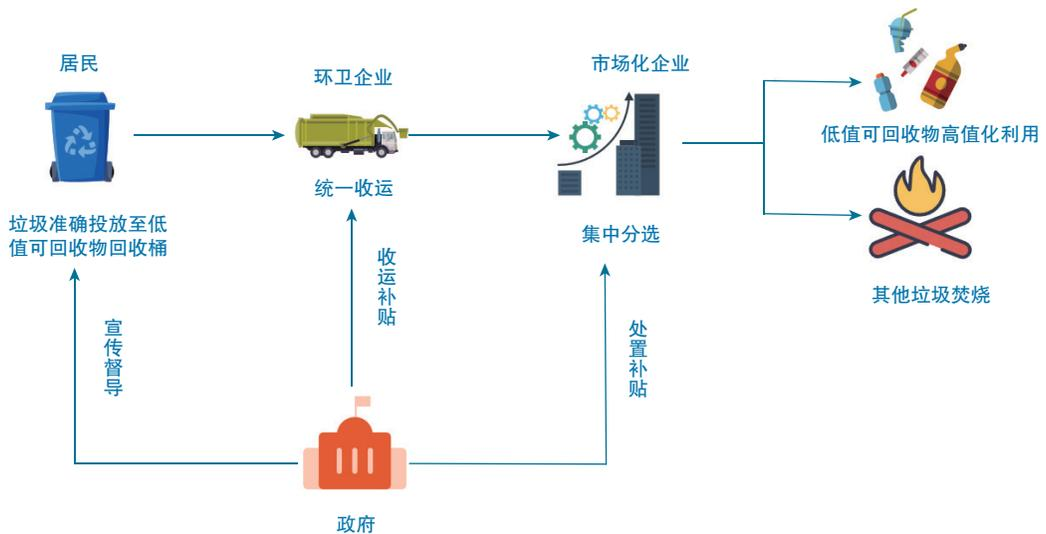 居民
垃圾准确投放至低
值可回收物回收桶
环卫企业
统一收运
市场化企业
集中分选
低值可回收物高值化利用
其他垃圾焚烧
宣传督导
收运补贴
处置补贴
政府